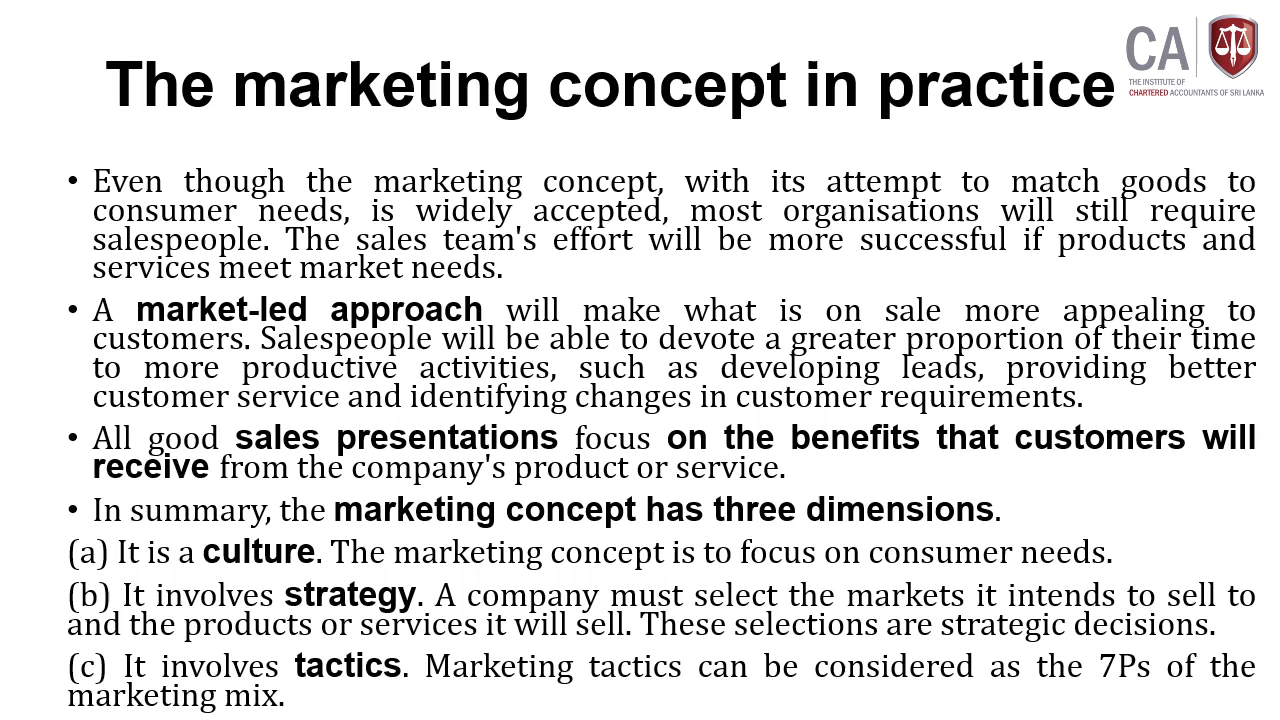 The marketing concept in practice
CA
THE INSTITUTE OF
CHARTERED ACCOUNTANTS OF SRI LANKA
• Even though the marketing concept, with its attempt to match goods to
consumer needs, is widely accepted, most organisations will still require
salespeople. The sales team's effort will be more successful if products and
services meet market needs.
• A market-led approach will make what is on sale more appealing to
customers. Salespeople will be able to devote a greater proportion of their time
to more productive activities, such as developing leads, providing better
customer service and identifying changes in customer requirements.
• All good sales presentations focus on the benefits that customers will
receive from the company's product or service.
• In summary, the marketing concept has three dimensions.
(a) It is a culture. The marketing concept is to focus on consumer needs.
(b) It involves strategy. A company must select the markets it intends to sell to
and the products or services it will sell. These selections are strategic decisions.
(c) It involves tactics. Marketing tactics can be considered as the 7Ps of the
marketing mix.